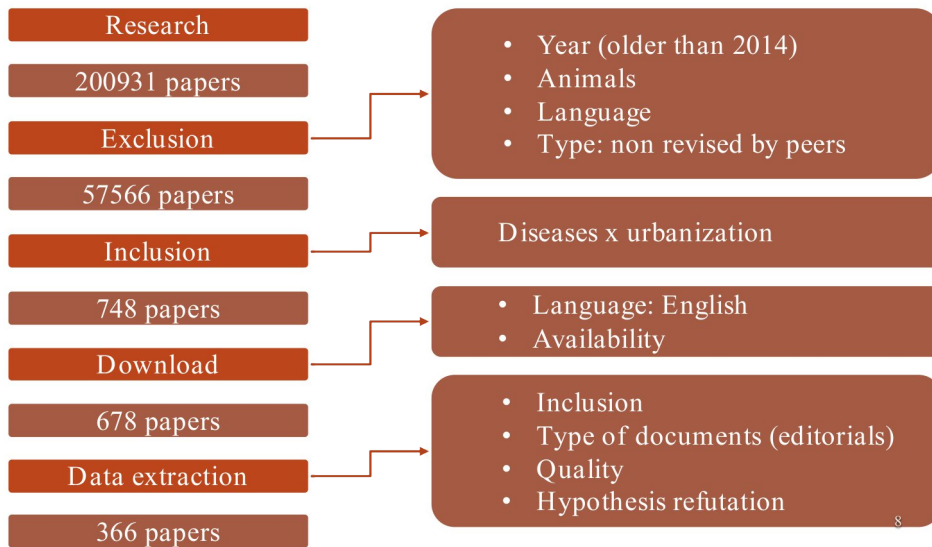 Research
200931 papers
Exclusion
57566 papers
Inclusion
748 papers
Download
678 papers
Data extraction
366 papers
• Year (older than 2014)
• Animals
• Language
• Type: non revised by peers
Diseases x urbanization
• Language: English
• Availability
• Inclusion
• Type of documents (editorials)
• Quality
• Hypothesis refutation
8